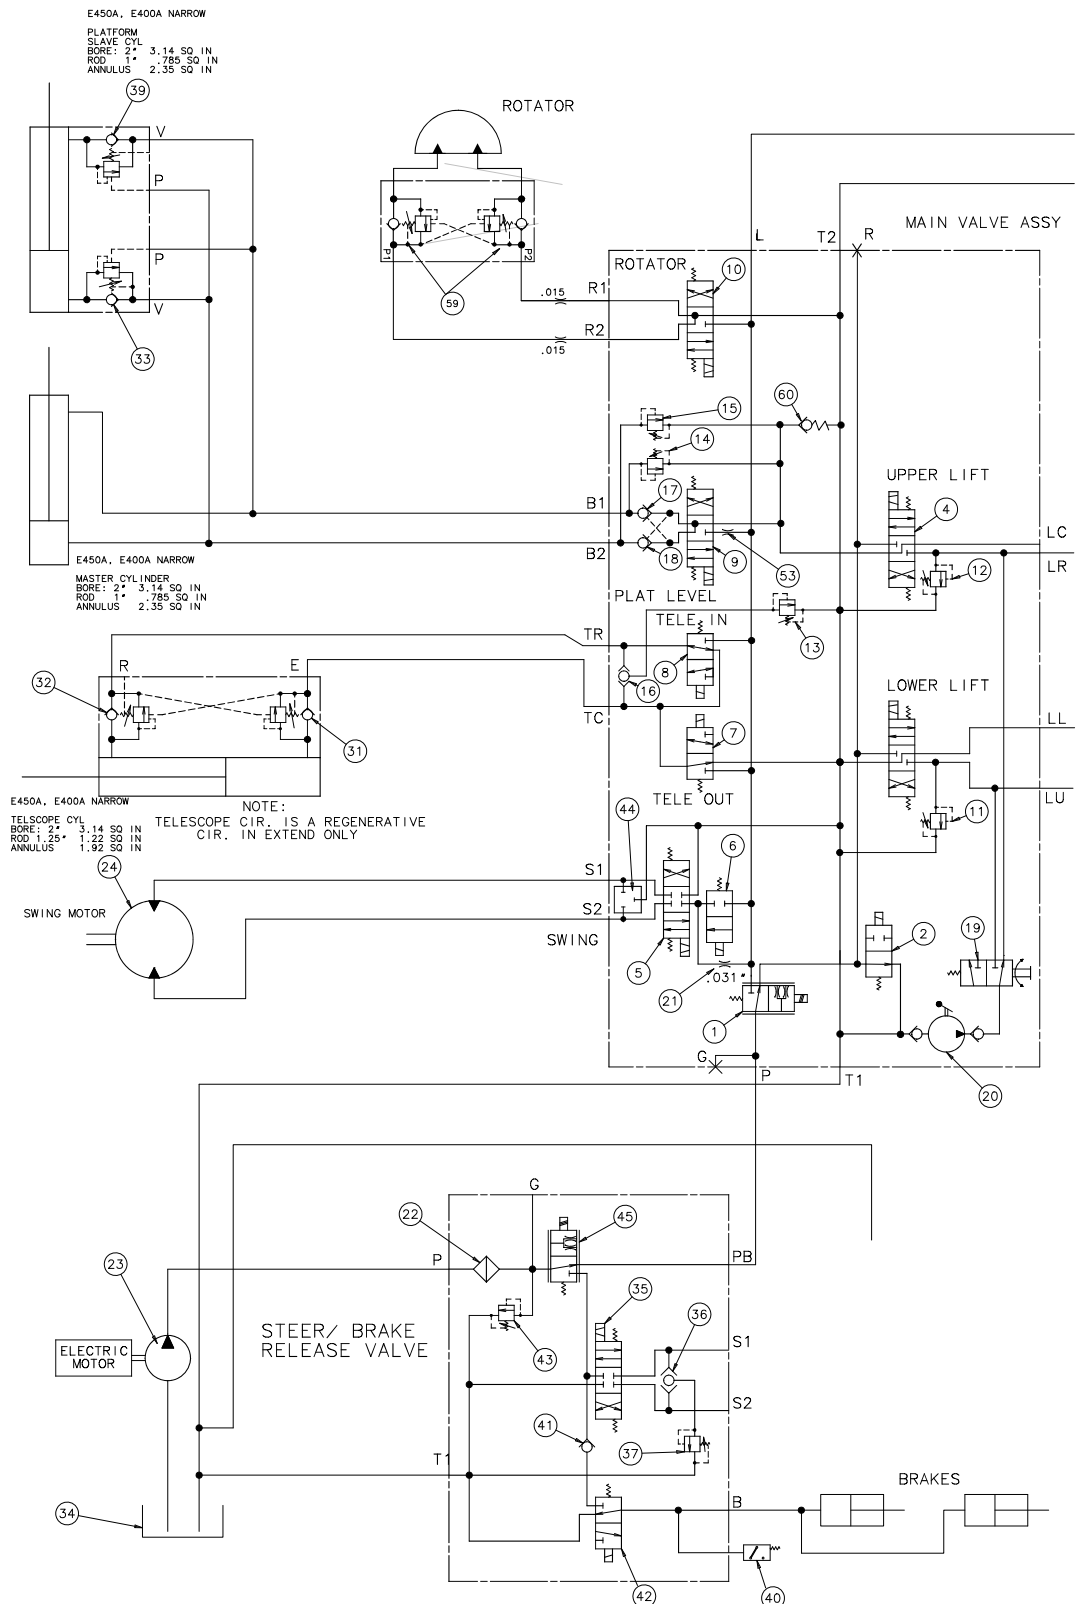 E450A, E400A NARROW
PLATFORM
SLAVE CYL
BORE: 2" 3.14 SQ IN
ROD 1" .785 SQ IN
ANNULUS 2.35 SQ IN
39
V
P
P
V
33
ROTATOR
P1
P2
59
.015
R1
R2
.015
L
T2
R
MAIN VALVE ASSY
ROTATOR
10
15
60
14
UPPER LIFT
B1
17
4
LC
B2
18
9
53
LR
12
E450A, E400A NARROW
MASTER CYLINDER
BORE: 2" 3.14 SQ IN
ROD 1" .785 SQ IN
ANNULUS 2.35 SQ IN
PLAT LEVEL
TELE IN
TR
13
R
E
32
8
16
LOWER LIFT
TC
7
LL
31
TELE OUT
LU
E450A, E400A NARROW
TELSCOPE CYL
BORE: 2" 3.14 SQ IN
ROD 1.25" 1.22 SQ IN
ANNULUS 1.92 SQ IN
NOTE:
TELESCOPE CIR. IS A REGENERATIVE
CIR. IN EXTEND ONLY
44
11
6
24
S1
SWING MOTOR
S2
SWING
2
19
5
21
.031"
1
G
P
T1
20
G
22
45
P
PB
23
35
36
STEER/ BRAKE
RELEASE VALVE
ELECTRIC
MOTOR
43
S1
S2
41
37
T1
BRAKES
34
B
42
40